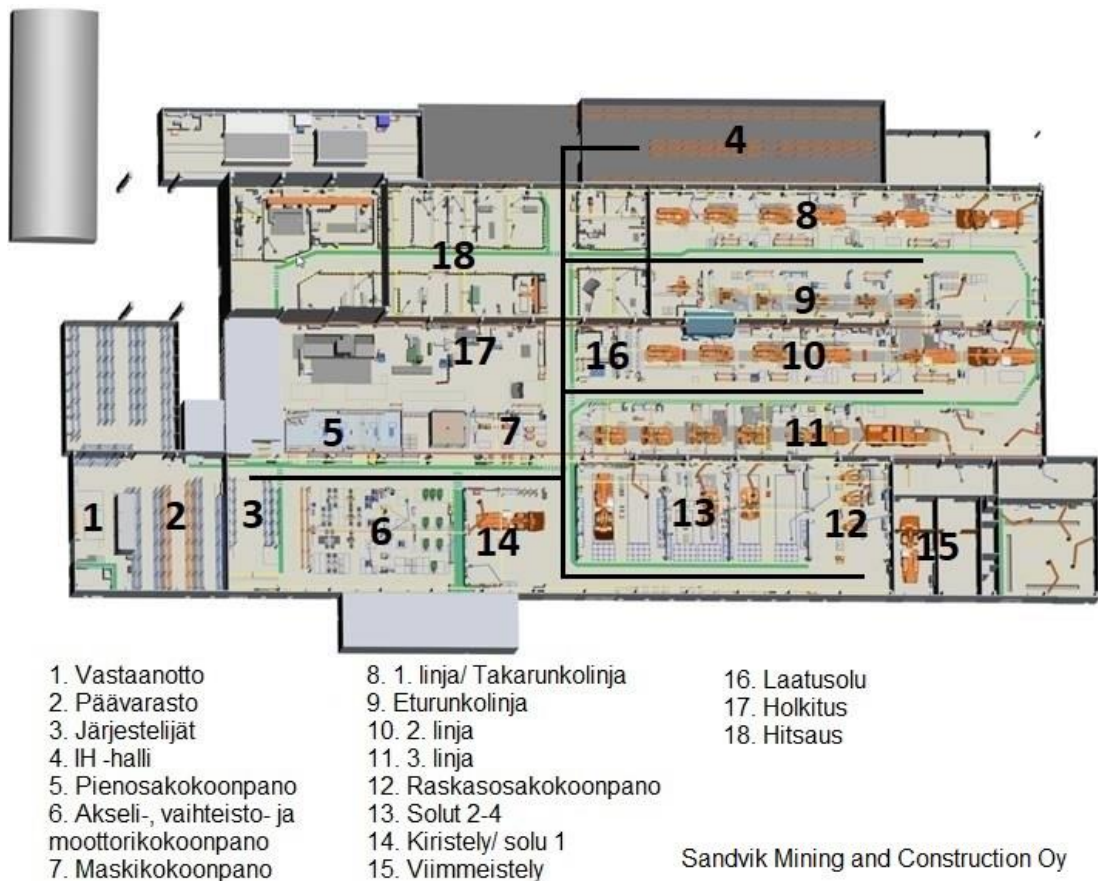 4
8
18
9
17
16
10
5
7
11
1
2
3
6
14
13
12
15
1. Vastaanotto
2. Päävarasto
3. Järjestelijät
4. IH -halli
5. Pienosakokoonpano
6. Akseli-, vaihteisto- ja
moottorikokoonpano
7. Maskikokoonpano
8. 1. linja/ Takarunkolinja
9. Eturunkolinja
10. 2. linja
11. 3. linja
12. Raskasosakokoonpano
13. Solut 2-4
14. Kiristely/ solu 1
15. Viimmeistely
16. Laatusolu
17. Holkitus
18. Hitsaus
Sandvik Mining and Construction Oy